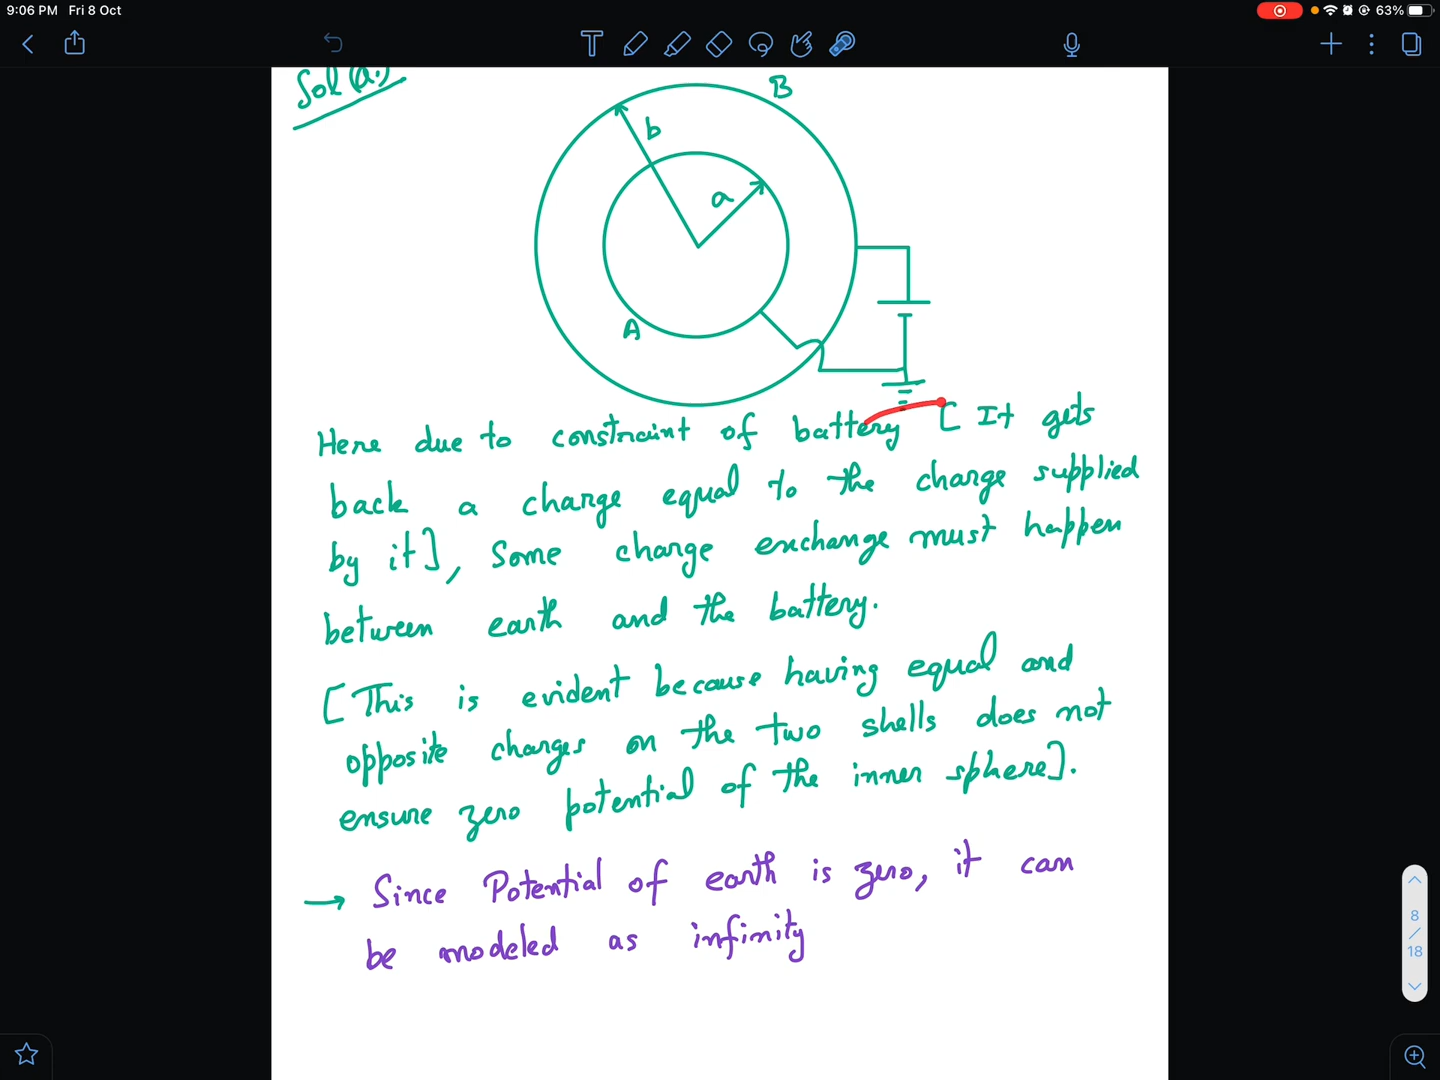 9:06 PM Fri 8 Oct
63%
Sol (a.)
B
b
a
A
Here due to constraint of battery [ It gets
back a charge equal to the charge supplied
by it], Some charge exchange must happen
between earth and the battery.
[This is evident because having equal and
opposite charges on the two shells does not
ensure zero potential of the inner sphere].
→ Since Potential of earth is zero, it can
be modeled as infinity
8
/
18